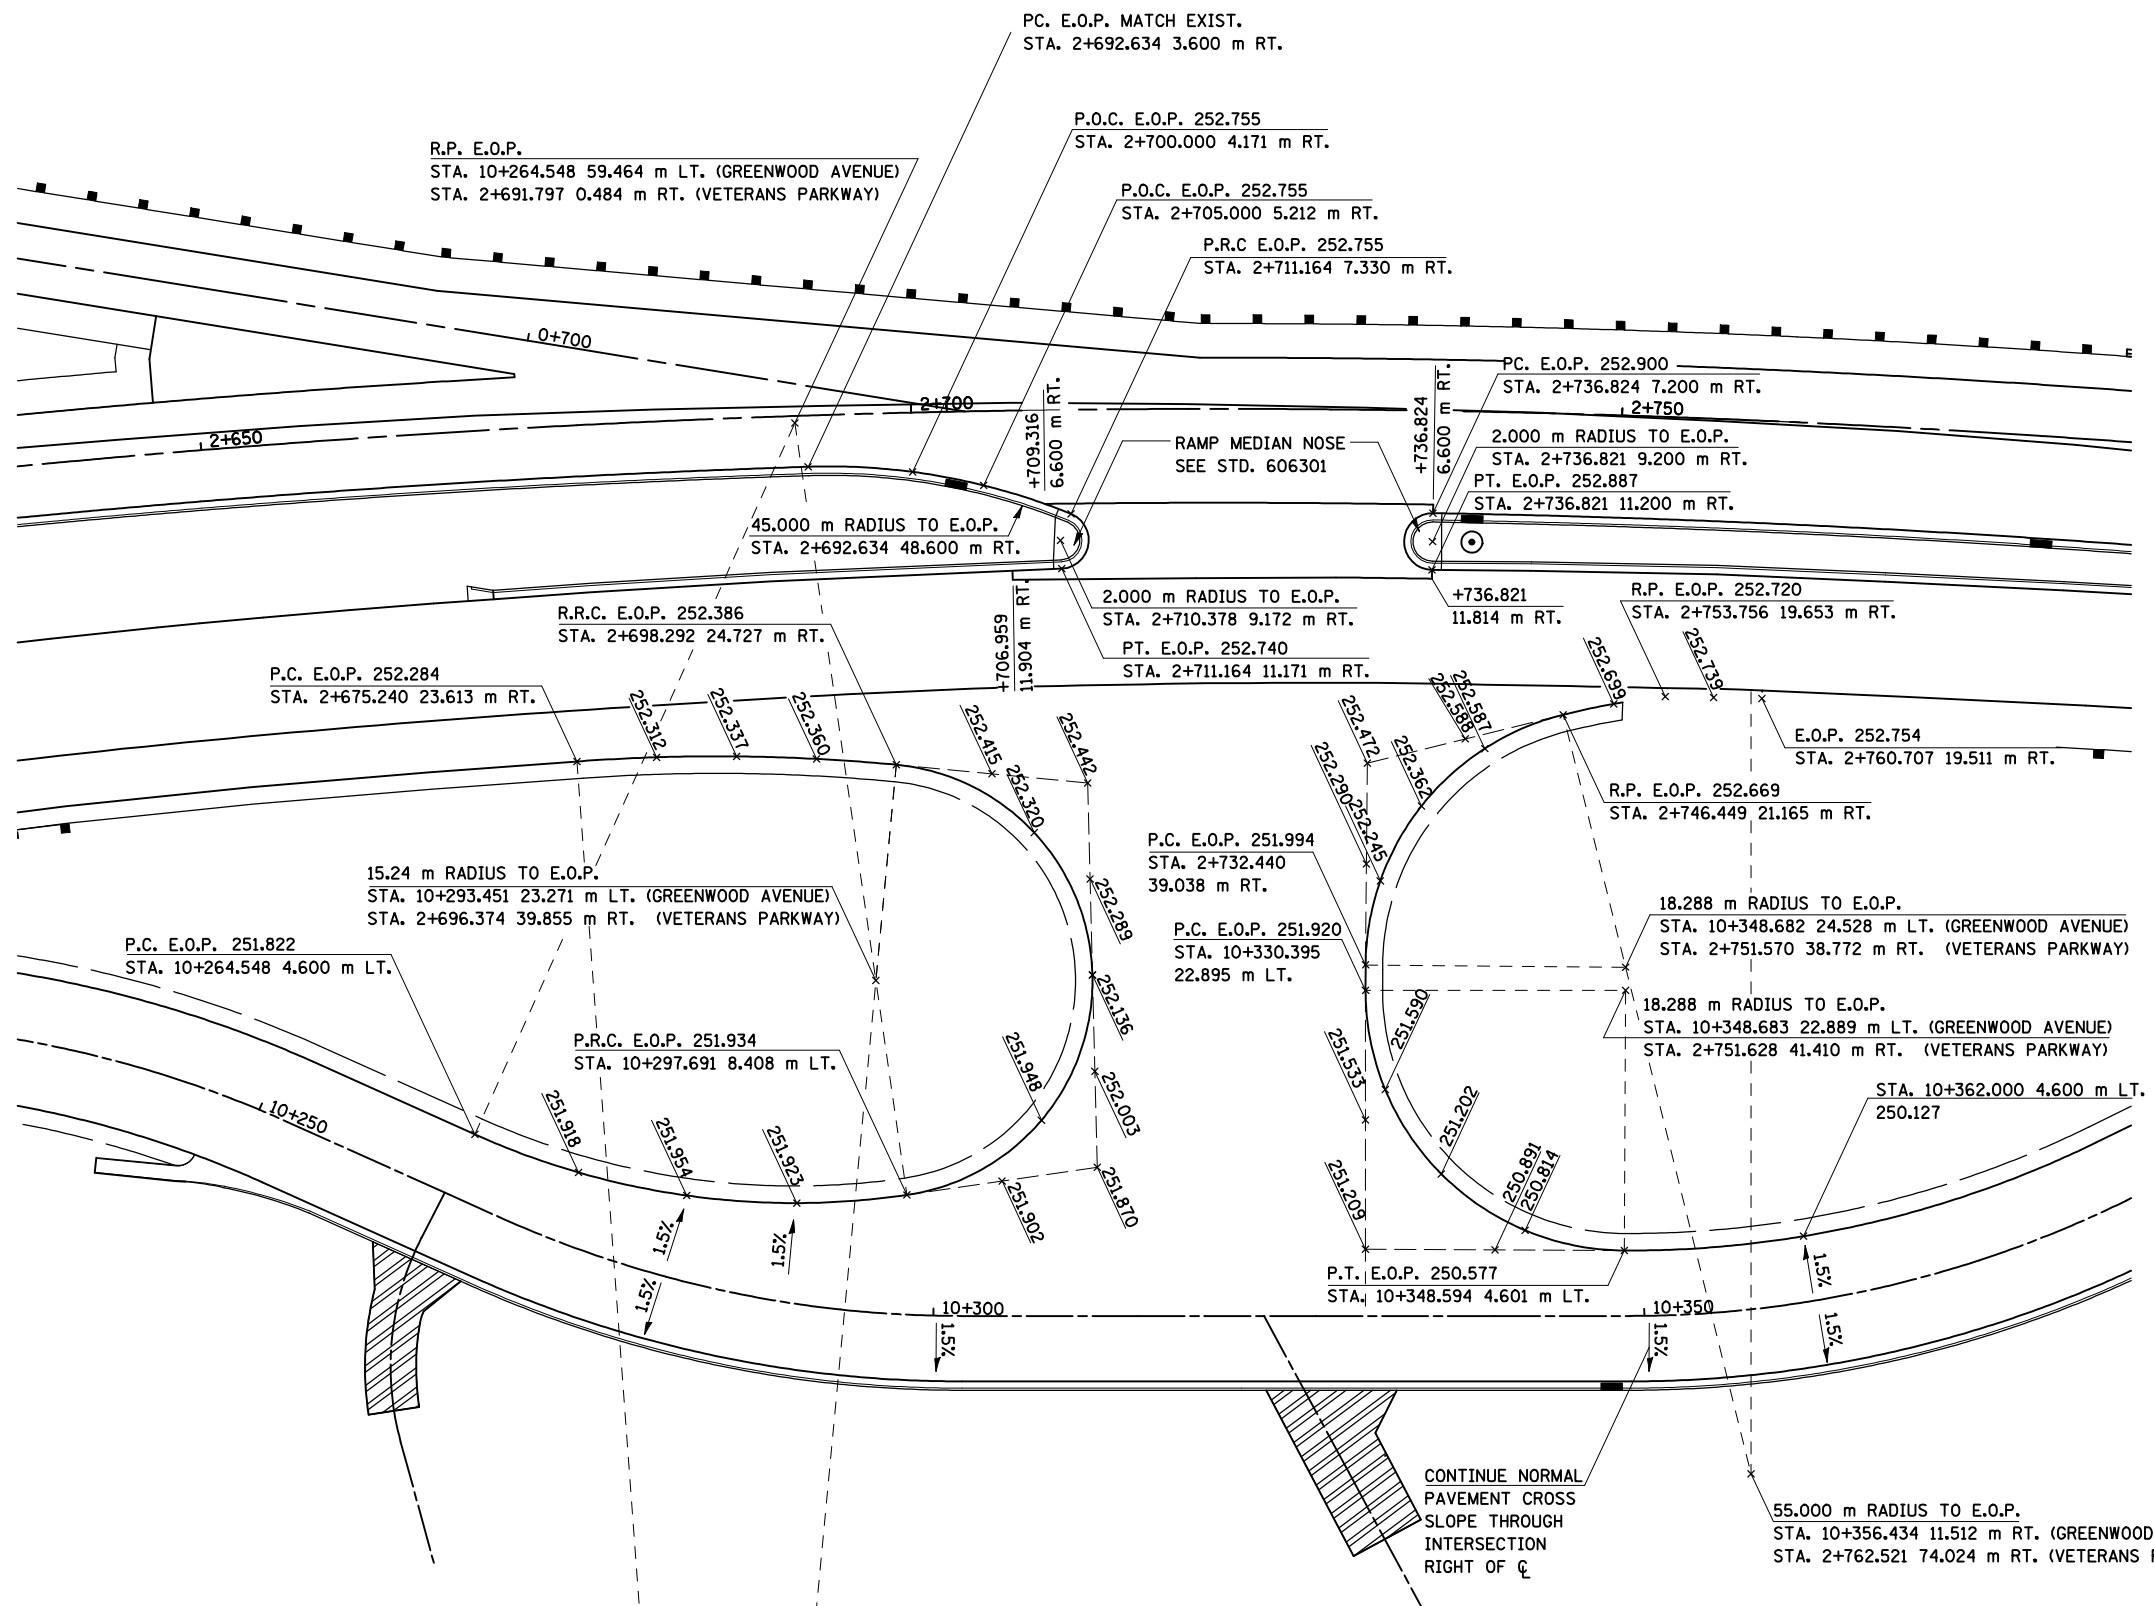 PC. E.O.P. MATCH EXIST.
STA. 2+692.634 3.600 m RT.
P.O.C. E.O.P. 252.755
STA. 2+700.000 4.171 m RT.
R.P. E.O.P.
STA. 10+264.548 59.464 m LT. (GREENWOOD AVENUE)
STA. 2+691.797 0.484 m RT. (VETERANS PARKWAY)
P.O.C. E.O.P. 252.755
STA. 2+705.000 5.212 m RT.
P.R.C E.O.P. 252.755
STA. 2+711.164 7.330 m RT.
0+700
PC. E.O.P. 252.900
STA. 2+736.824 7.200 m RT.
2+650
2+700
2+750
+709.316
6.600 m RT.
+736.824
6.600 m RT.
RAMP MEDIAN NOSE
SEE STD. 606301
2.000 m RADIUS TO E.O.P.
STA. 2+736.821 9.200 m RT.
PT. E.O.P. 252.887
STA. 2+736.821 11.200 m RT.
45.000 m RADIUS TO E.O.P.
STA. 2+692.634 48.600 m RT.
2.000 m RADIUS TO E.O.P.
STA. 2+710.378 9.172 m RT.
+736.821
11.814 m RT.
R.P. E.O.P. 252.720
STA. 2+753.756 19.653 m RT.
R.R.C. E.O.P. 252.386
STA. 2+698.292 24.727 m RT.
+706.959
11.904 m RT.
PT. E.O.P. 252.740
STA. 2+711.164 11.171 m RT.
P.C. E.O.P. 252.284
STA. 2+675.240 23.613 m RT.
252.312
252.337
252.360
252.415
252.442
252.320
252.472
252.588
252.587
252.699
252.739
252.290
252.362
252.245
E.O.P. 252.754
STA. 2+760.707 19.511 m RT.
R.P. E.O.P. 252.669
STA. 2+746.449 21.165 m RT.
P.C. E.O.P. 251.994
STA. 2+732.440
39.038 m RT.
15.24 m RADIUS TO E.O.P.
STA. 10+293.451 23.271 m LT. (GREENWOOD AVENUE)
STA. 2+696.374 39.855 m RT. (VETERANS PARKWAY)
252.289
18.288 m RADIUS TO E.O.P.
STA. 10+348.682 24.528 m LT. (GREENWOOD AVENUE)
STA. 2+751.570 38.772 m RT. (VETERANS PARKWAY)
P.C. E.O.P. 251.920
STA. 10+330.395
22.895 m LT.
P.C. E.O.P. 251.822
STA. 10+264.548 4.600 m LT.
252.136
251.590
18.288 m RADIUS TO E.O.P.
STA. 10+348.683 22.889 m LT. (GREENWOOD AVENUE)
STA. 2+751.628 41.410 m RT. (VETERANS PARKWAY)
P.R.C. E.O.P. 251.934
STA. 10+297.691 8.408 m LT.
251.948
251.533
252.003
STA. 10+362.000 4.600 m LT.
250.127
10+250
251.918
251.954
251.923
251.202
251.902
251.870
251.209
250.891
250.814
1.5%
1.5%
1.5%
P.T. E.O.P. 250.577
STA. 10+348.594 4.601 m LT.
1.5%
10+300
10+350
1.5%
1.5%
1.5%
CONTINUE NORMAL
PAVEMENT CROSS
SLOPE THROUGH
INTERSECTION
RIGHT OF ℄
55.000 m RADIUS TO E.O.P.
STA. 10+356.434 11.512 m RT. (GREENWOOD
STA. 2+762.521 74.024 m RT. (VETERANS